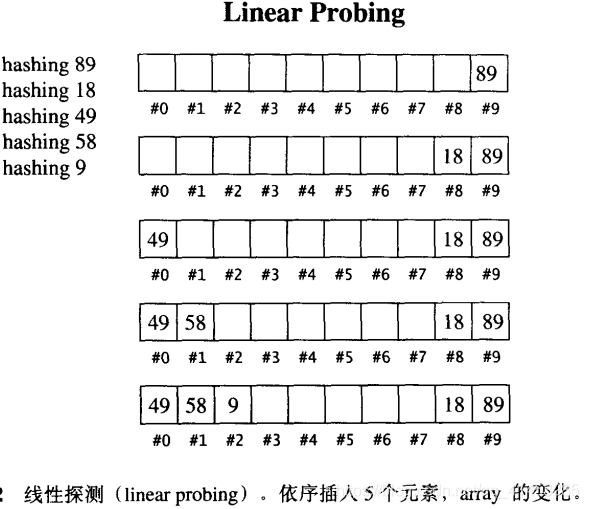 Linear Probing
hashing 89
hashing 18
hashing 49
hashing 58
hashing 9
89
#0 #1 #2 #3 #4 #5 #6 #7 #8 #9
18 89
#0 #1 #2 #3 #4 #5 #6 #7 #8 #9
49 18 89
#0 #1 #2 #3 #4 #5 #6 #7 #8 #9
49 58 18 89
#0 #1 #2 #3 #4 #5 #6 #7 #8 #9
49 58 9 18 89
#0 #1 #2 #3 #4 #5 #6 #7 #8 #9
2 线性探测（linear probing）。依序插入 5 个元素，array 的变化。